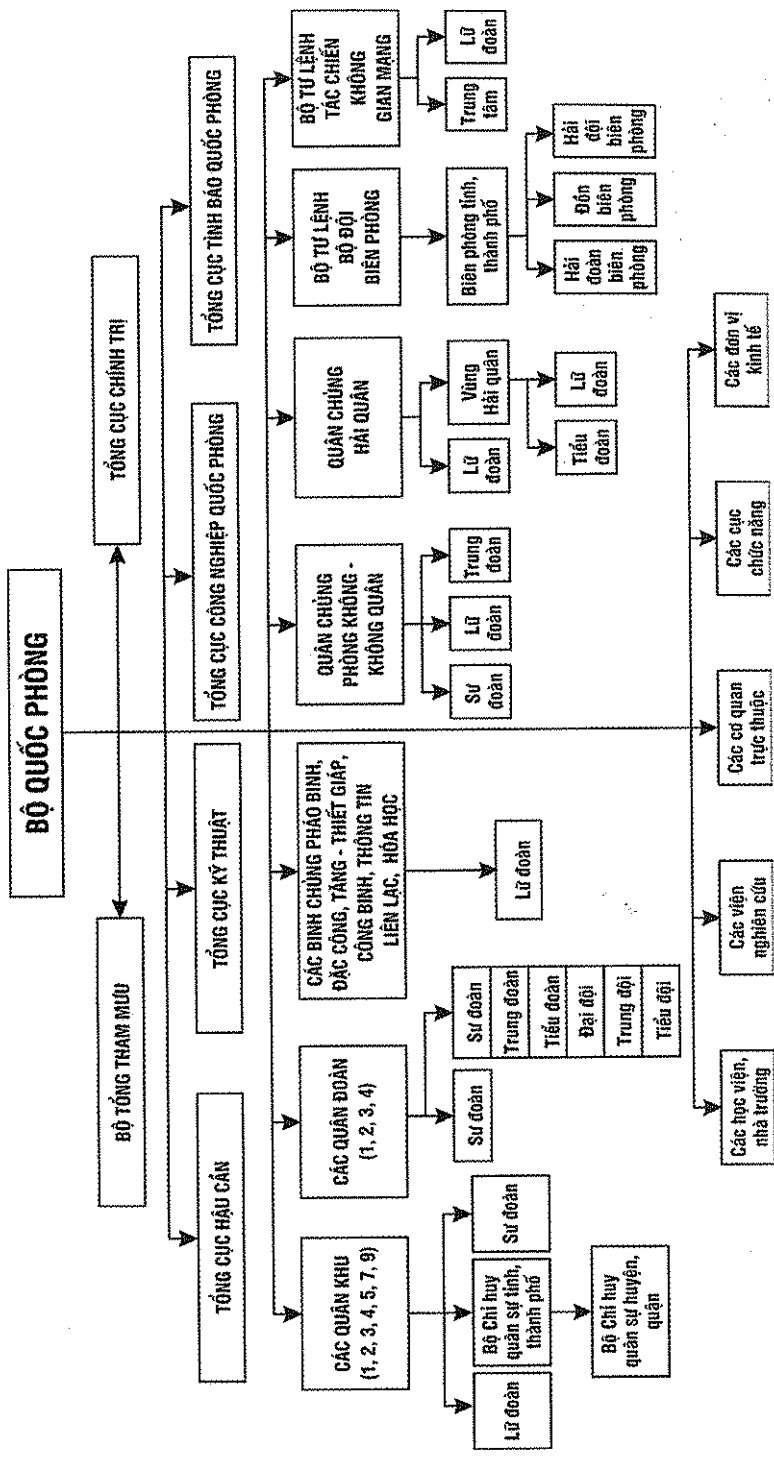 BỘ QUỐC PHÒNG
BỘ TỔNG THAM MƯU
TỔNG CỤC CHÍNH TRỊ
TỔNG CỤC HẬU CẦN
TỔNG CỤC KỸ THUẬT
TỔNG CỤC CÔNG NGHIỆP QUỐC PHÒNG
TỔNG CỤC TÌNH BÁO QUỐC PHÒNG
CÁC QUÂN KHU
(1, 2, 3, 4, 5, 7, 9)
CÁC QUÂN ĐOÀN
(1, 2, 3, 4)
CÁC BINH CHỦNG PHÁO BINH,
ĐẶC CÔNG, TĂNG - THIẾT GIÁP,
CÔNG BINH, THÔNG TIN
LIÊN LẠC, HÓA HỌC
QUÂN CHỦNG
PHÒNG KHÔNG -
KHÔNG QUÂN
QUÂN CHỦNG
HẢI QUÂN
BỘ TƯ LỆNH
BỘ ĐỘI
BIÊN PHÒNG
BỘ TƯ LỆNH
TÁC CHIẾN
KHÔNG
GIAN MẠNG
Lữ đoàn
Bộ Chỉ huy
quân sự tỉnh,
thành phố
Sư đoàn
Bộ Chỉ huy
quân sự huyện,
quận
Sư đoàn
Sư đoàn
Trung đoàn
Tiểu đoàn
Đại đội
Trung đội
Tiểu đội
Lữ đoàn
Sư
đoàn
Lữ
đoàn
Trung
đoàn
Lữ
đoàn
Vùng
Hải quân
Tiểu
đoàn
Lữ
đoàn
Biên phòng tỉnh,
thành phố
Hải
đoàn
biên
phòng
Đồn
biên
phòng
Hải
đội
biên
phòng
Trung
tâm
Lữ
đoàn
Các học viện,
nhà trường
Các viện
nghiên cứu
Các cơ quan
trực thuộc
Các cục
chức năng
Các đơn vị
kinh tế